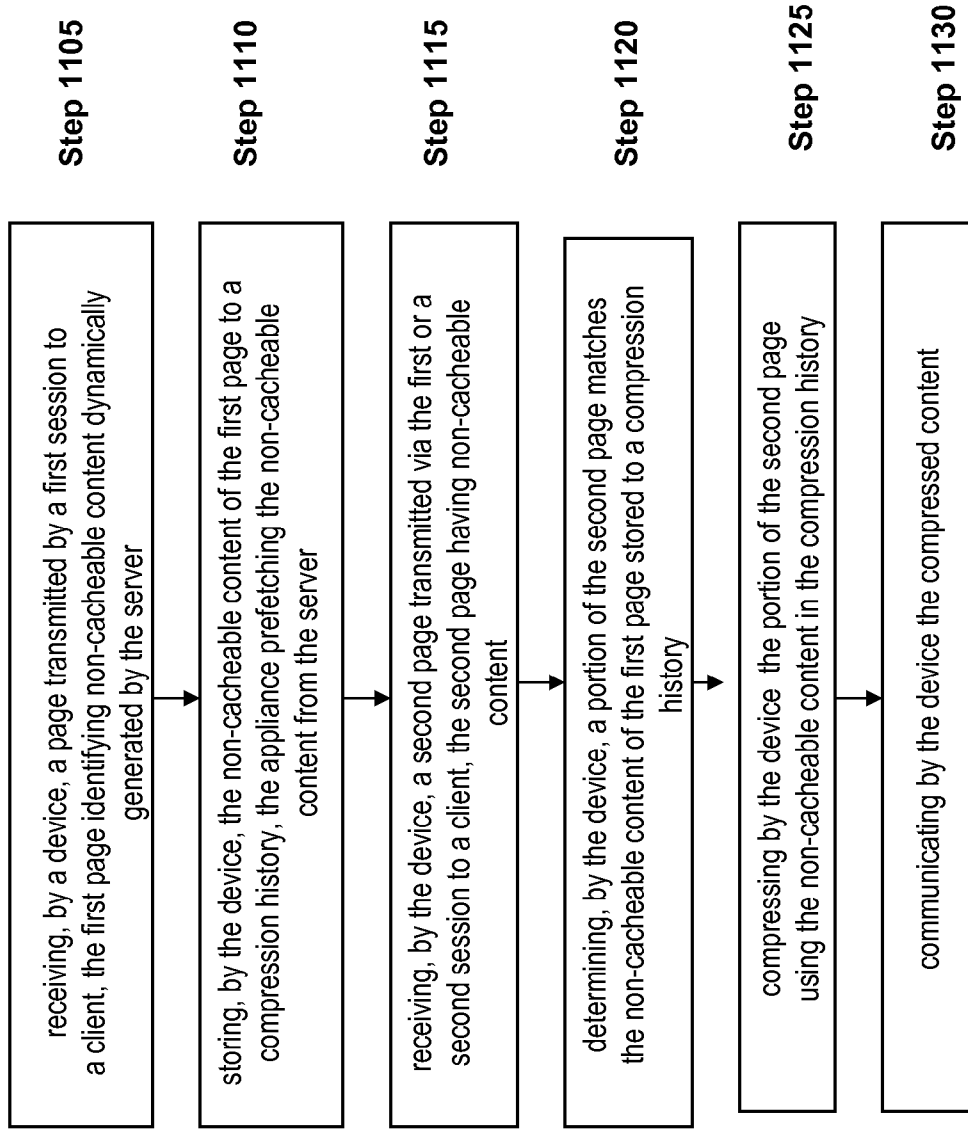 receiving, by a device, a page transmitted by a first session to
a client, the first page identifying non-cacheable content dynamically
generated by the server
Step 1105
storing, by the device, the non-cacheable content of the first page to a
compression history, the appliance prefetching the non-cacheable
content from the server
Step 1110
receiving, by the device, a second page transmitted via the first or a
second session to a client, the second page having non-cacheable
content
Step 1115
determining, by the device, a portion of the second page matches
the non-cacheable content of the first page stored to a compression
history
Step 1120
compressing by the device the portion of the second page
using the non-cacheable content in the compression history
Step 1125
communicating by the device the compressed content
Step 1130